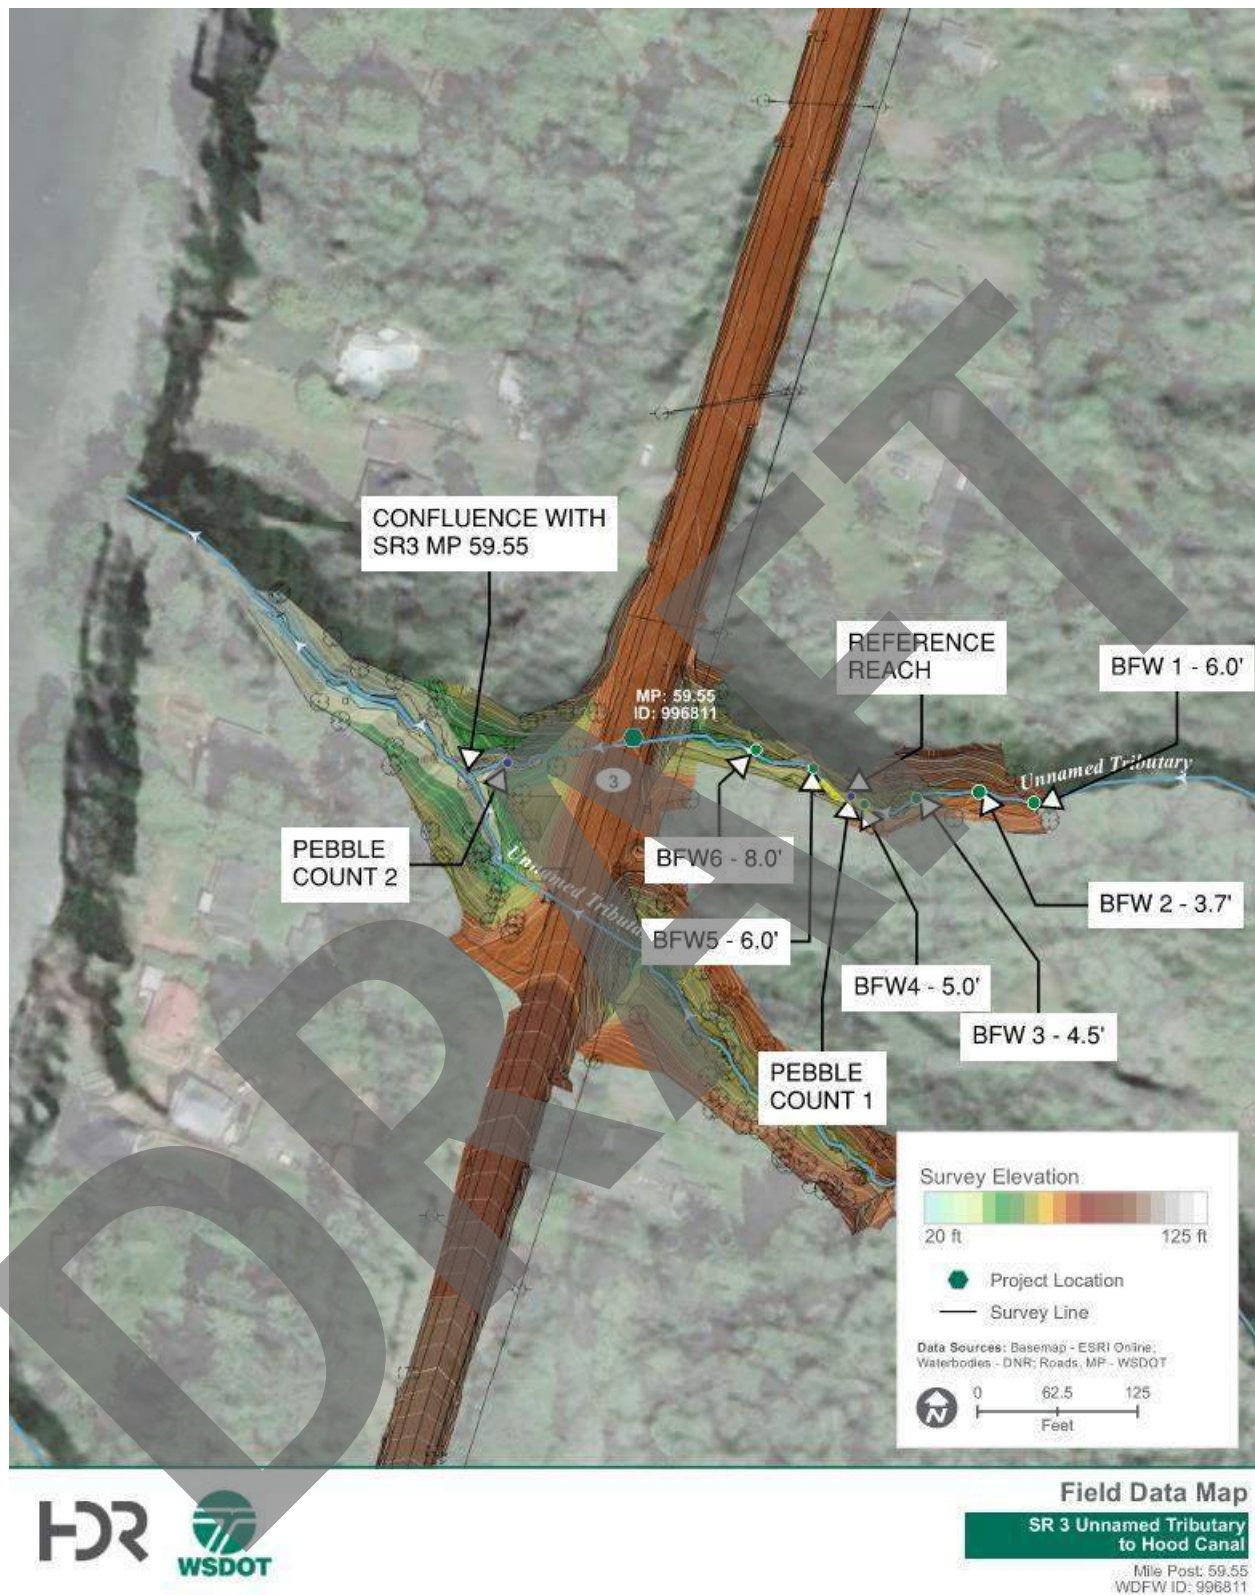 CONFLUENCE WITH
SR3 MP 59.55
REFERENCE
REACH
BFW 1 - 6.0'
MP: 59.55
ID: 996811
Unnamed Tributary
3
PEBBLE
COUNT 2
BFW6 - 8.0'
BFW 2 - 3.7'
Unnamed
BFW5 - 6.0'
BFW4 - 5.0'
BFW 3 - 4.5'
PEBBLE
COUNT 1
DRAFT
Survey Elevation
20 ft 125 ft
Project Location
Survey Line
Data Sources: Basemap - ESRI Online;
Waterbodies - DNR; Roads, MP - WSDOT
N
0 62.5 125
Feet
HDR
WSDOT
Field Data Map
SR 3 Unnamed Tributary
to Hood Canal
Mile Post: 59.55
WDFW ID: 996811